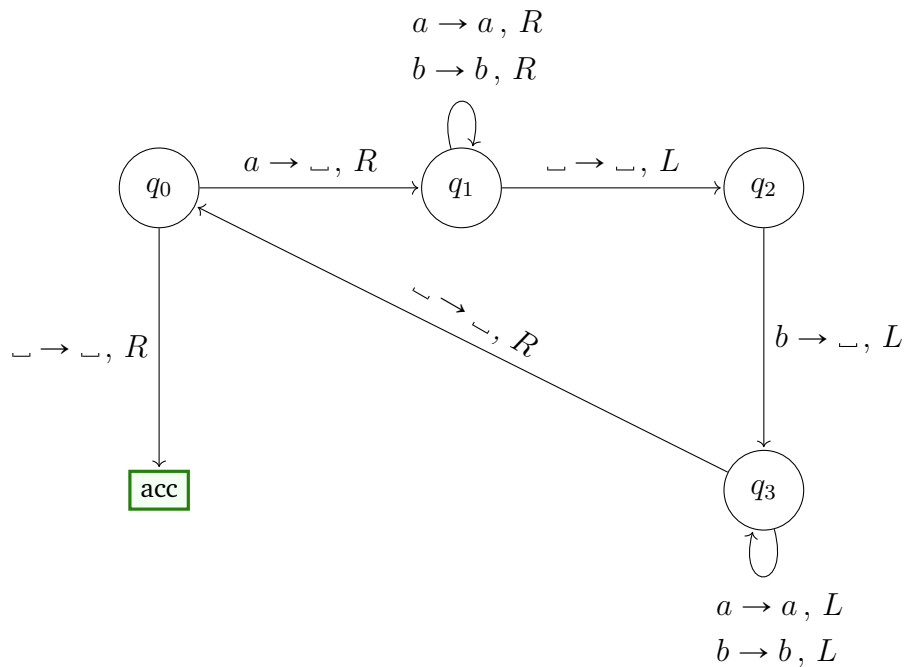 a → a , R
b → b , R
q₀
a → ␣ , R
q₁
␣ → ␣ , L
q₂
␣ → ␣ , R
␣ → ␣ , R
b → ␣ , L
acc
q₃
a → a , L
b → b , L